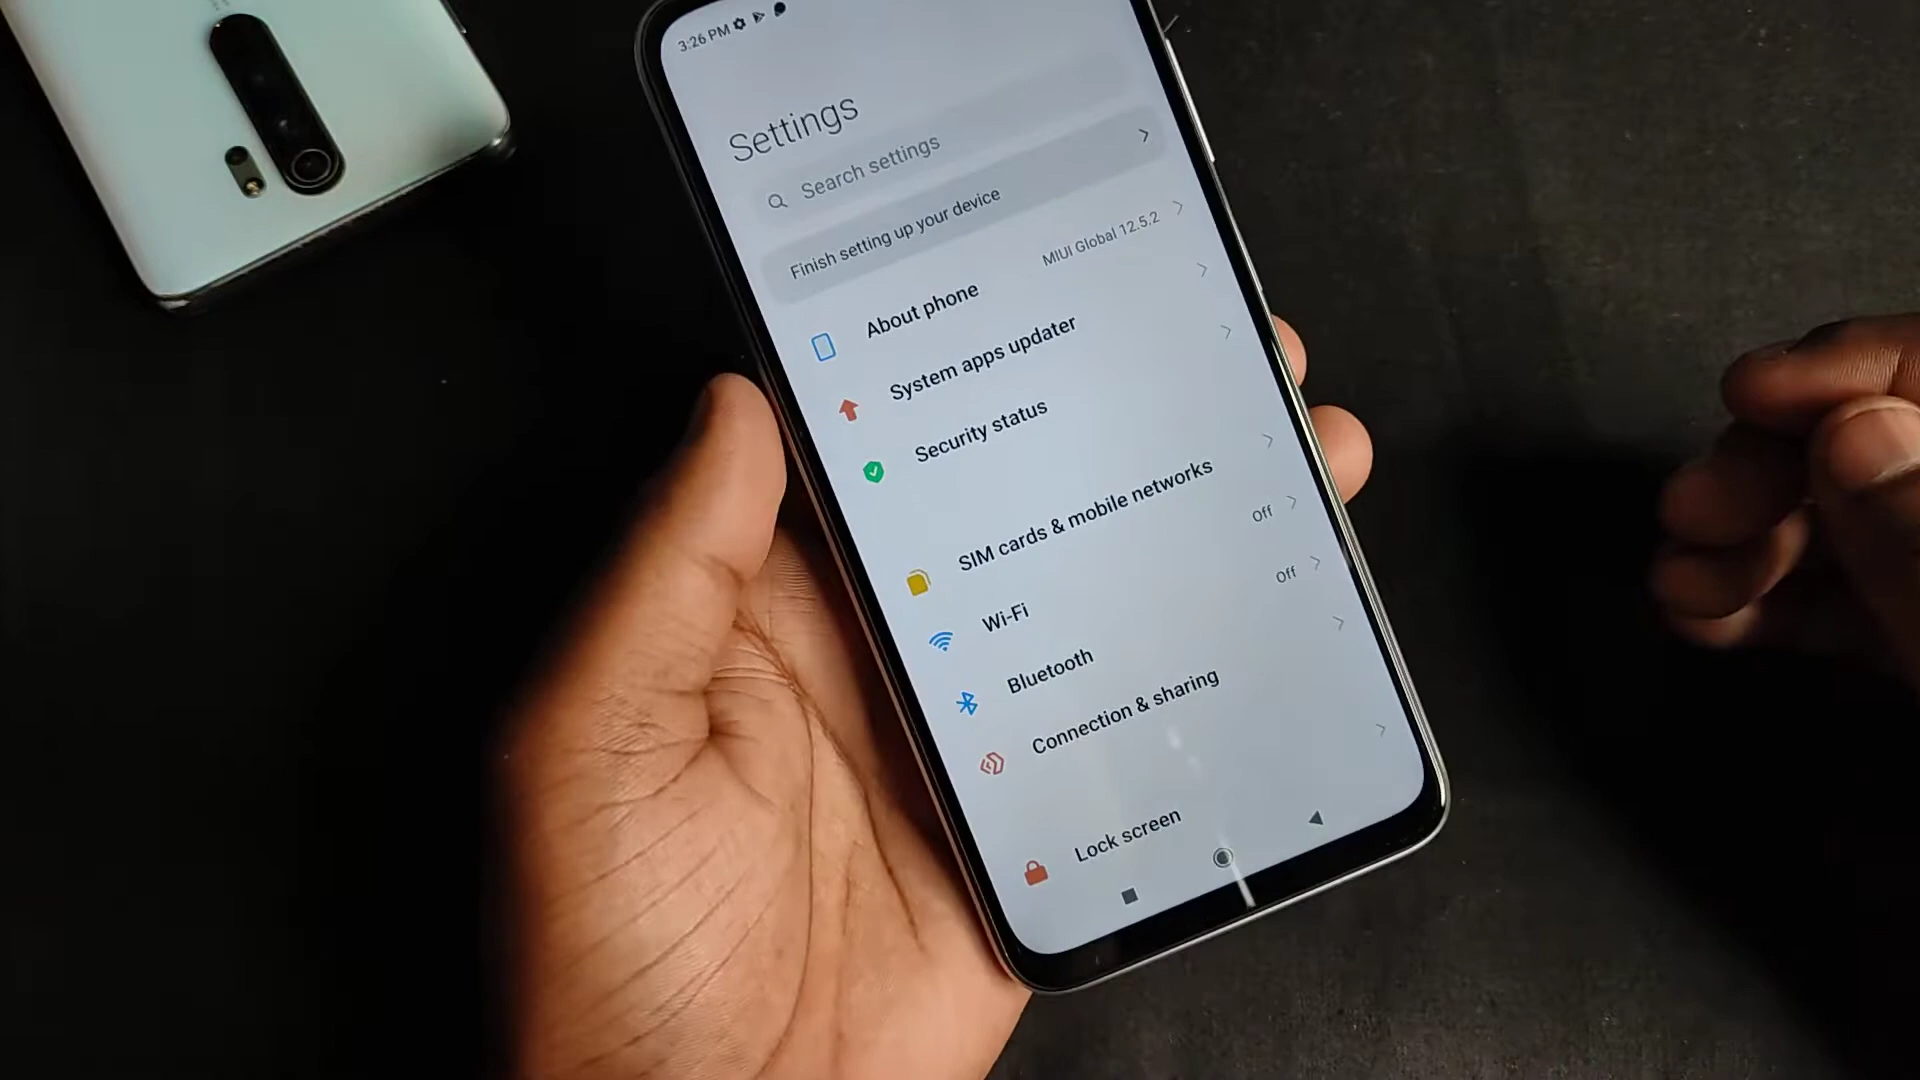 3:26 PM
Settings
Search settings
Finish setting up your device
About phone
MIUI Global 12.5.2
System apps updater
Security status
SIM cards & mobile networks
Wi-Fi
Off
Bluetooth
Off
Connection & sharing
Lock screen